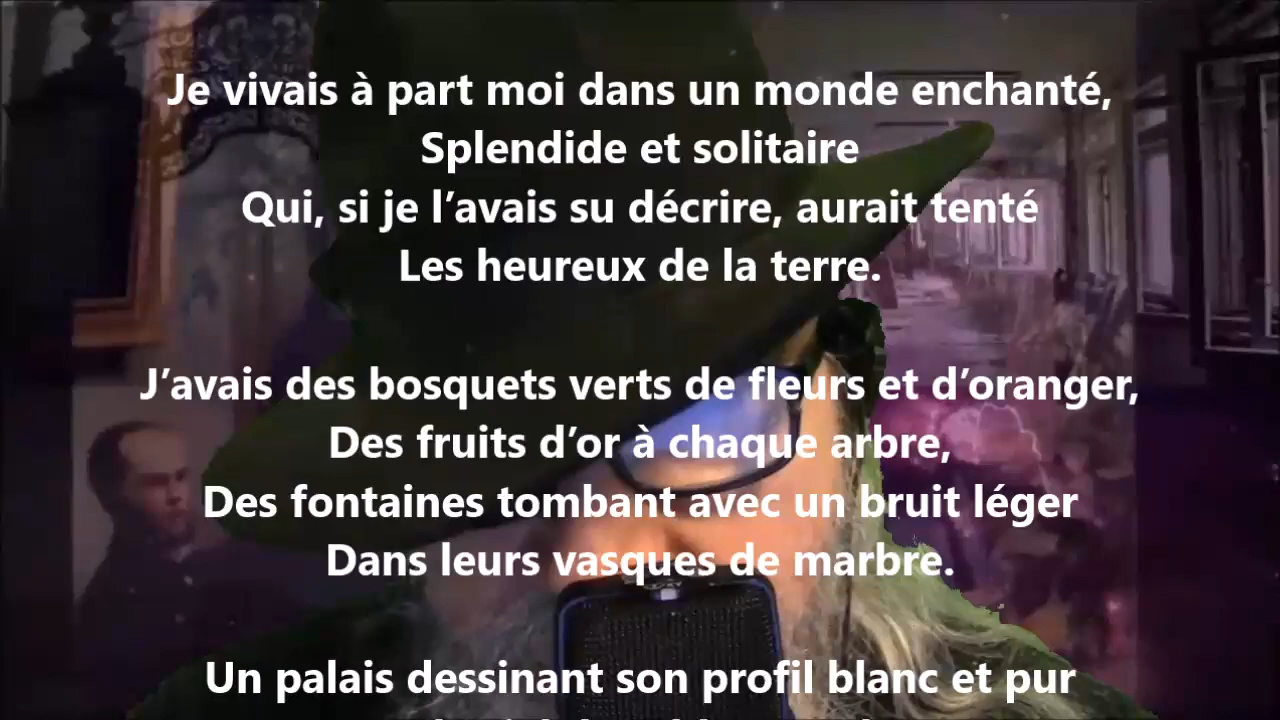 Je vivais à part moi dans un monde enchanté,
Splendide et solitaire
Qui, si je l’avais su décrire, aurait tenté
Les heureux de la terre.
J’avais des bosquets verts de fleurs et d’oranger,
Des fruits d’or à chaque arbre,
Des fontaines tombant avec un bruit léger
Dans leurs vasques de marbre.
Un palais dessinant son profil blanc et pur